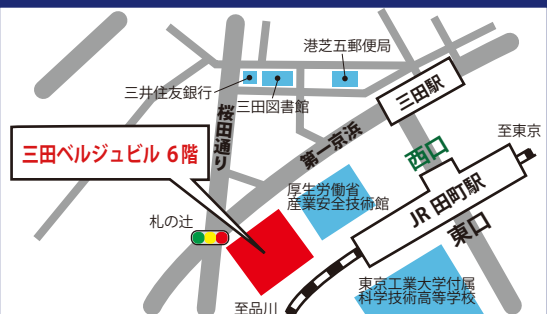 港芝五郵便局
三井住友銀行
三田図書館
三田駅
至東京
桜田通り
第一京浜
西口
三田ベルジュビル 6階
厚生労働省
産業安全技術館
JR 田町駅
東口
札の辻
東京工業大学付属
科学技術高等学校
至品川